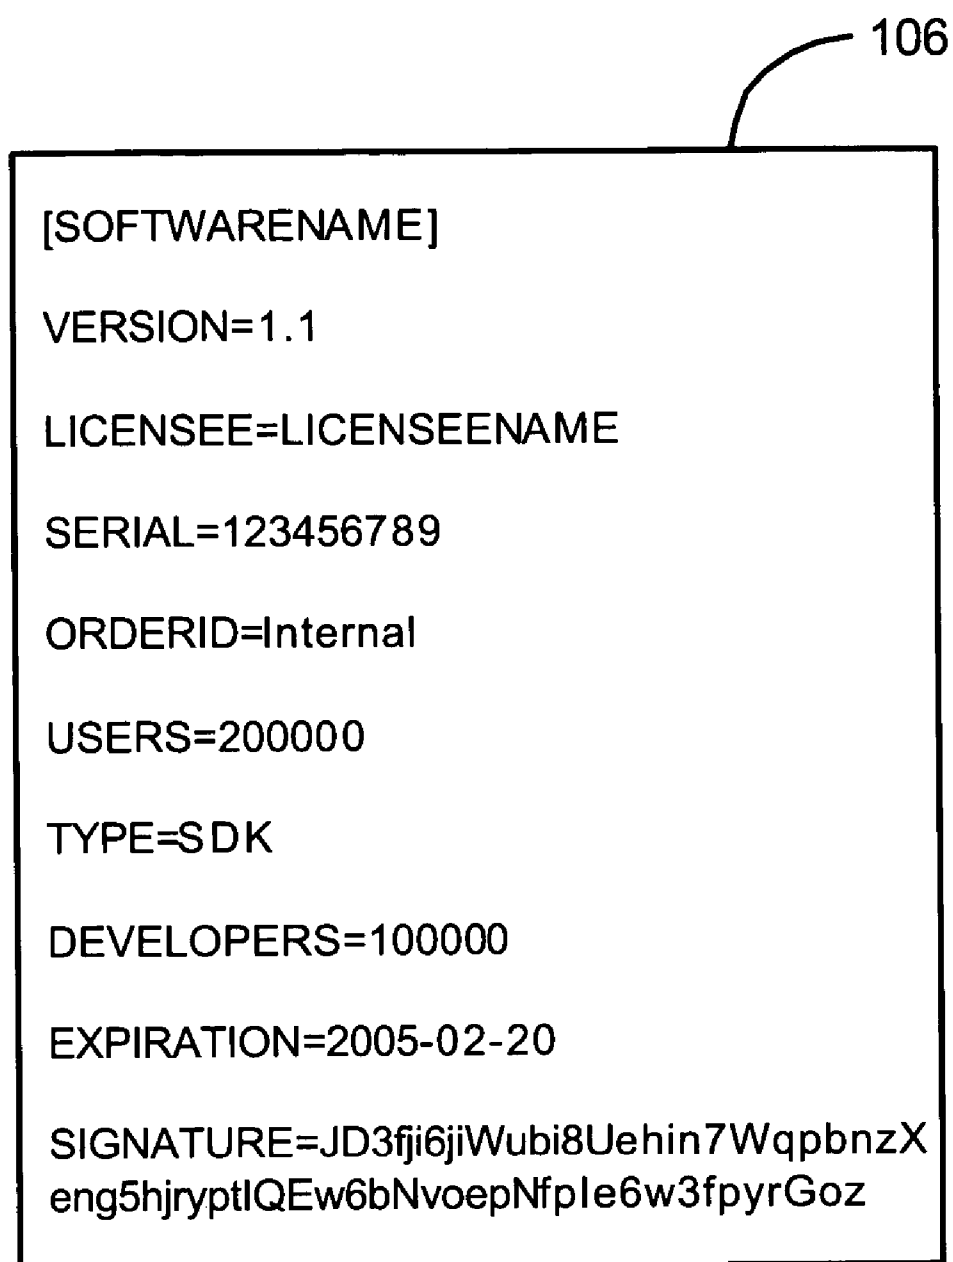 106
[SOFTWARENAME]
VERSION=1.1
LICENSEE=LICENSEENAME
SERIAL=123456789
ORDERID=Internal
USERS=200000
TYPE=SDK
DEVELOPERS=100000
EXPIRATION=2005-02-20
SIGNATURE=JD3fji6jiWubi8Uehin7WqpbnzX
eng5hjryptIQEw6bNvoepNfpIe6w3fpyrGoz